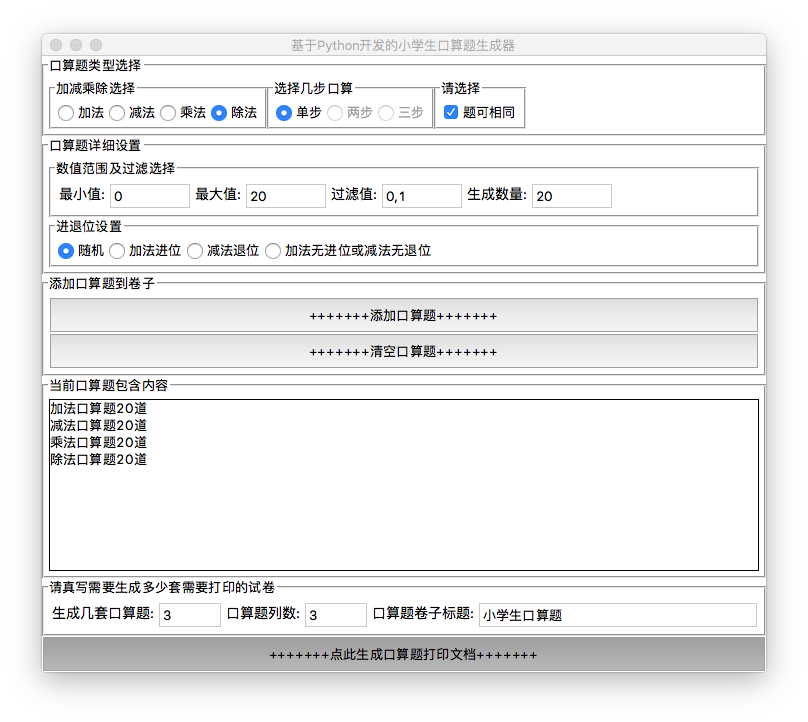 基于Python开发的小学生口算题生成器
口算题类型选择
加减乘除选择 选择几步口算 请选择
加法 减法 乘法 除法 单步 两步 三步 题可相同
口算题详细设置
数值范围及过滤选择
最小值: 0 最大值: 20 过滤值: 0,1 生成数量: 20
进退位设置
随机 加法进位 减法退位 加法无进位或减法无退位
添加口算题到卷子
+++++++添加口算题+++++++
+++++++清空口算题+++++++
当前口算题包含内容
加法口算题20道
减法口算题20道
乘法口算题20道
除法口算题20道
请真写需要生成多少套需要打印的试卷
生成几套口算题: 3 口算题列数: 3 口算题卷子标题: 小学生口算题
+++++++点此生成口算题打印文档+++++++